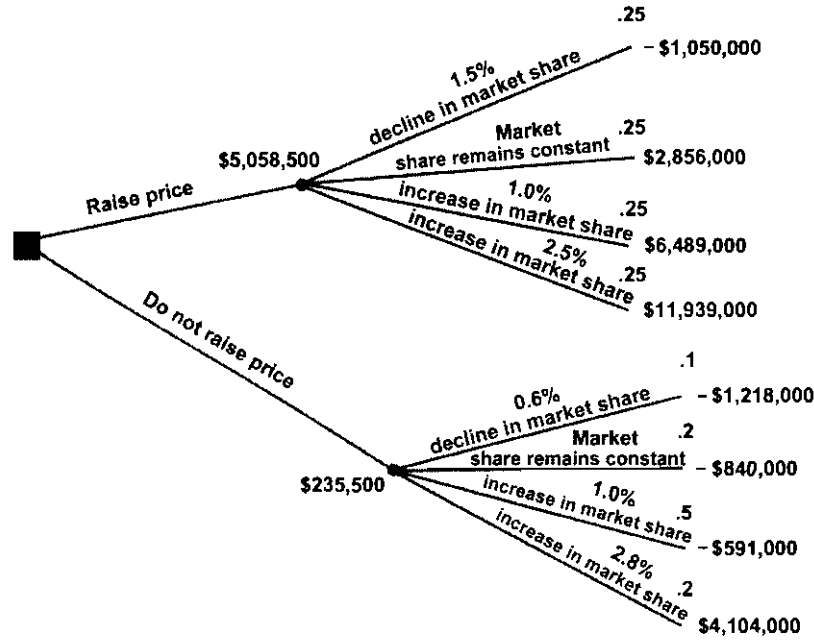 .25
1.5%
decline in market share
– $1,050,000
.25
Market
share remains constant
$2,856,000
$5,058,500
Raise price
1.0%
increase in market share
.25
$6,489,000
2.5%
increase in market share
.25
$11,939,000
Do not raise price
.1
0.6%
decline in market share
– $1,218,000
.2
Market
share remains constant
– $840,000
$235,500
1.0%
increase in market share
.5
– $591,000
2.8%
increase in market share
.2
$4,104,000